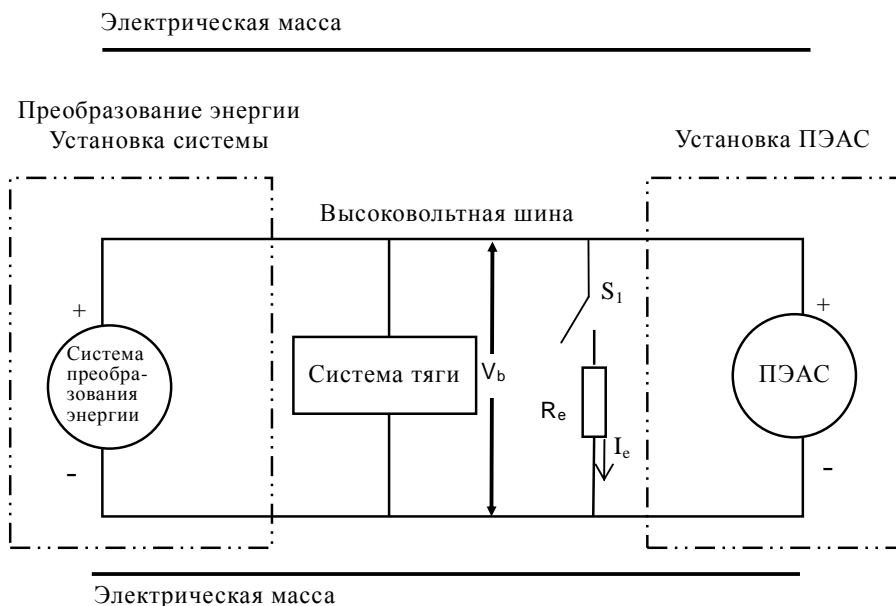 Электрическая масса
Преобразование энергии
Установка системы
Установка ПЭАС
Высоковольтная шина
S1
+
+
Система
преобра-
зования
энергии
Система тяги
Vb
ПЭАС
Re
Ie
-
-
Электрическая масса